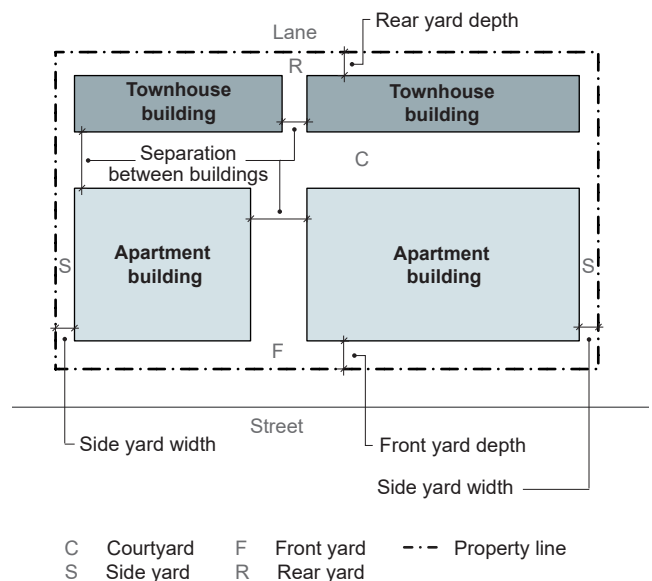 Rear yard depth
Lane
R
Townhouse
building
Townhouse
building
Separation
between buildings
C
Apartment
building
Apartment
building
S
S
F
Street
Side yard width
Front yard depth
Side yard width
C Courtyard F Front yard Property line
S Side yard R Rear yard